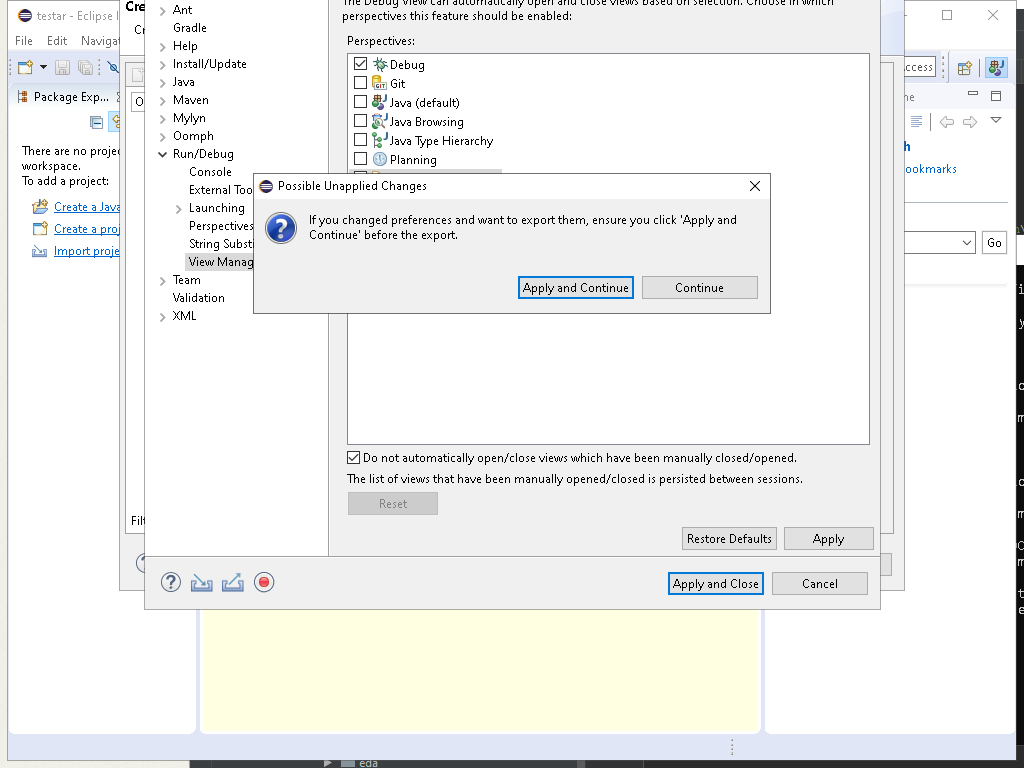 testar - Eclipse I
File Edit Navigat
Package Exp...
There are no proje
workspace.
To add a project:
Create a Java
Create a proj
Import proje
Cre
Cr
O
Filt
Ant
Gradle
Help
Install/Update
Java
Maven
Mylyn
Oomph
Run/Debug
Console
External Too
Launching
Perspectives
String Substi
View Manag
Team
Validation
XML
The Debug View can automatically open and close views based on selection. Choose in which
perspectives this feature should be enabled:
Perspectives:
Debug
Git
Java (default)
Java Browsing
Java Type Hierarchy
Planning
Possible Unapplied Changes
If you changed preferences and want to export them, ensure you click 'Apply and
Continue' before the export.
Apply and Continue
Continue
Do not automatically open/close views which have been manually closed/opened.
The list of views that have been manually opened/closed is persisted between sessions.
Reset
Restore Defaults
Apply
Apply and Close
Cancel
ccess
ne
h
ookmarks
Go
eda